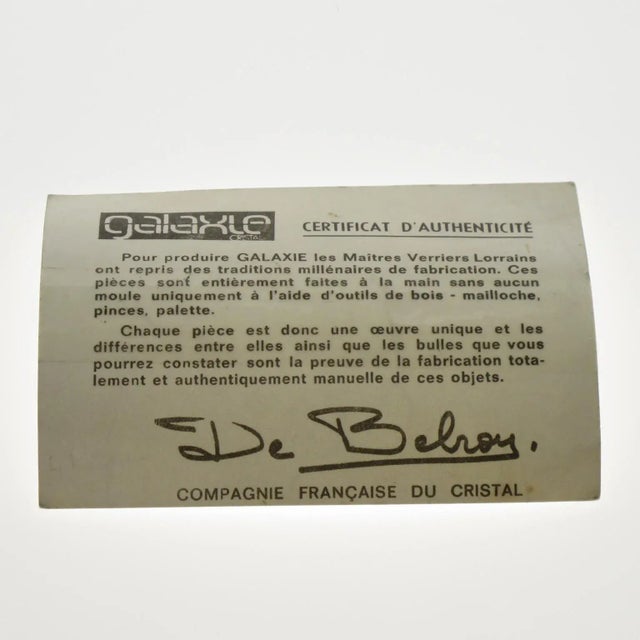 galaxie
CRISTAL
CERTIFICAT D'AUTHENTICITÉ
Pour produire GALAXIE les Maîtres Verriers Lorrains
ont repris des traditions millénaires de fabrication. Ces
pièces sont entièrement faites à la main sans aucun
moule uniquement à l'aide d'outils de bois - mailloche,
pinces, palette.
Chaque pièce est donc une œuvre unique et les
différences entre elles ainsi que les bulles que vous
pourrez constater sont la preuve de la fabrication tota-
lement et authentiquement manuelle de ces objets.
De Belroy.
COMPAGNIE FRANÇAISE DU CRISTAL